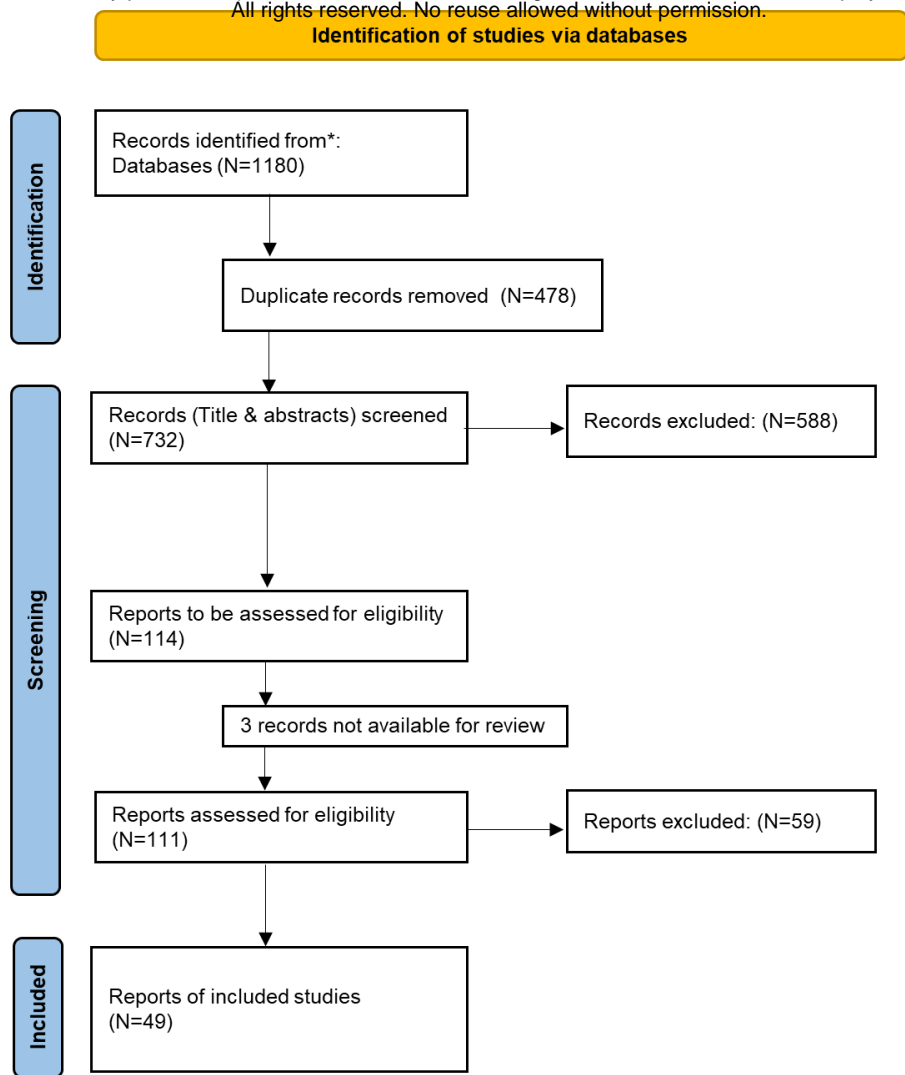 All rights reserved. No reuse allowed without permission.
Identification of studies via databases
Identification
Records identified from*:
Databases (N=1180)
Duplicate records removed (N=478)
Screening
Records (Title & abstracts) screened
(N=732)
Records excluded: (N=588)
Reports to be assessed for eligibility
(N=114)
3 records not available for review
Reports assessed for eligibility
(N=111)
Reports excluded: (N=59)
Included
Reports of included studies
(N=49)